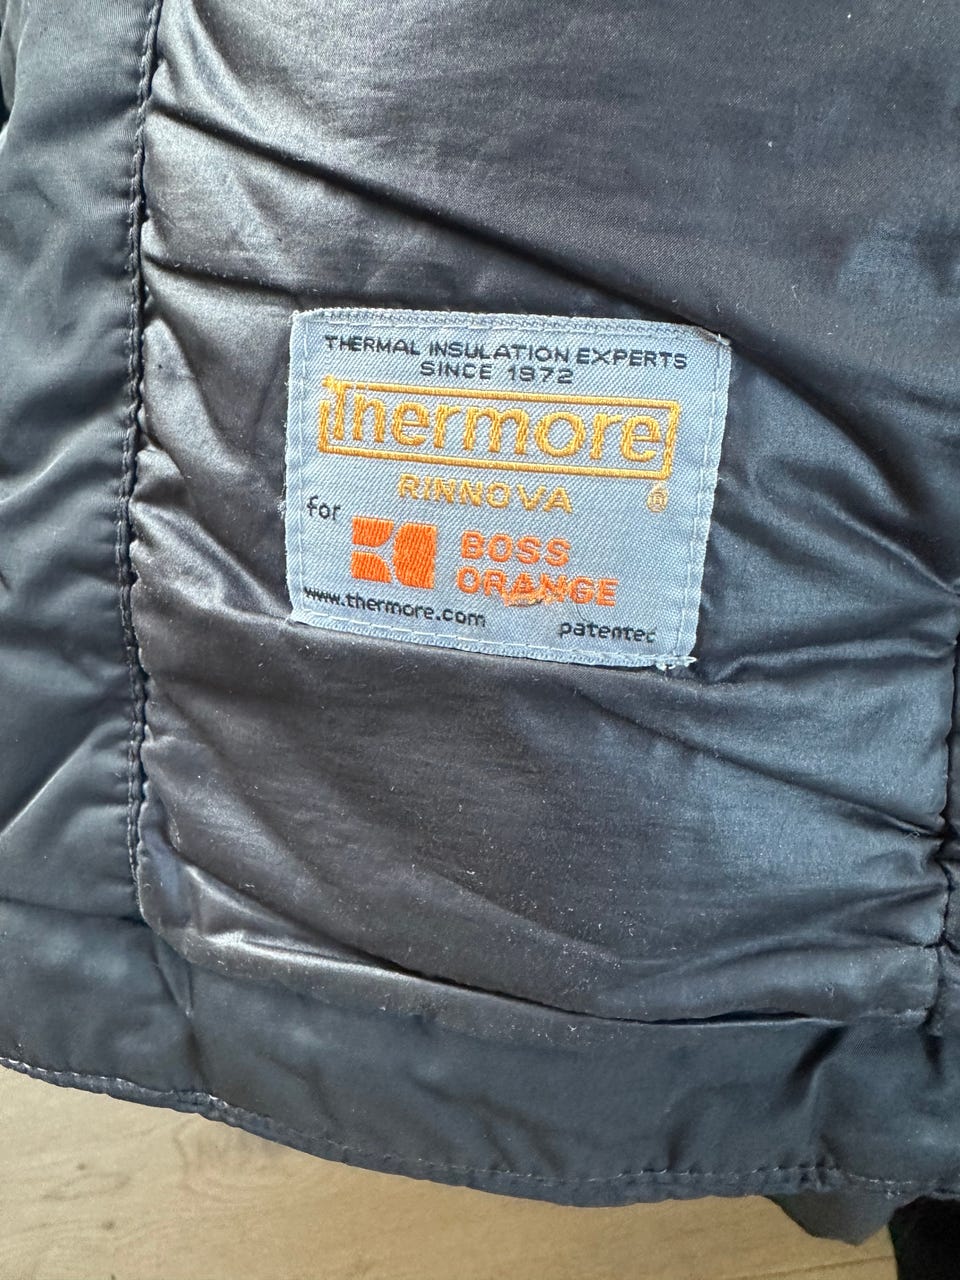 THERMAL INSULATION EXPERTS
SINCE 1972
Thermore
RINNOVA ®
for
BOSS
ORANGE
www.thermore.com
patented